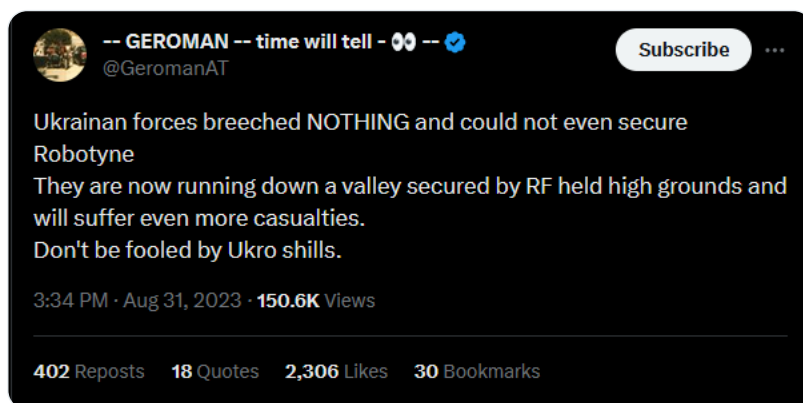 -- GEROMAN -- time will tell - 👀 --
@GeromanAT
Subscribe
Ukrainan forces breeched NOTHING and could not even secure
Robotyne
They are now running down a valley secured by RF held high grounds and
will suffer even more casualties.
Don't be fooled by Ukro shills.
3:34 PM · Aug 31, 2023 · 150.6K Views
402 Reposts 18 Quotes 2,306 Likes 30 Bookmarks